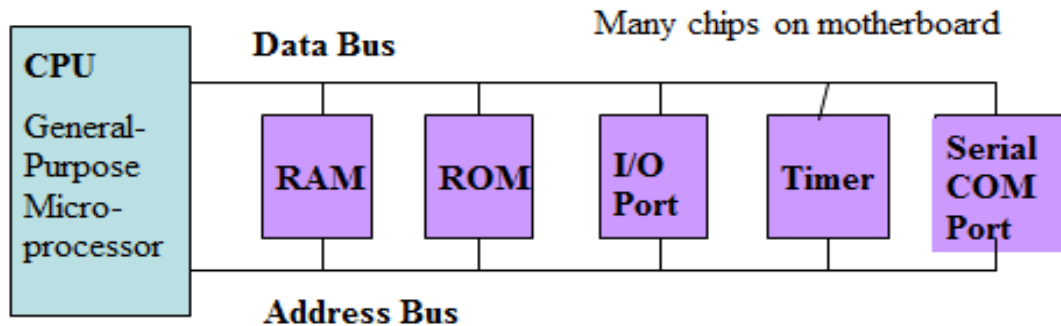 Many chips on motherboard
Data Bus
CPU
General-
Purpose
Micro-
processor
RAM
ROM
I/O
Port
Timer
Serial
COM
Port
Address Bus